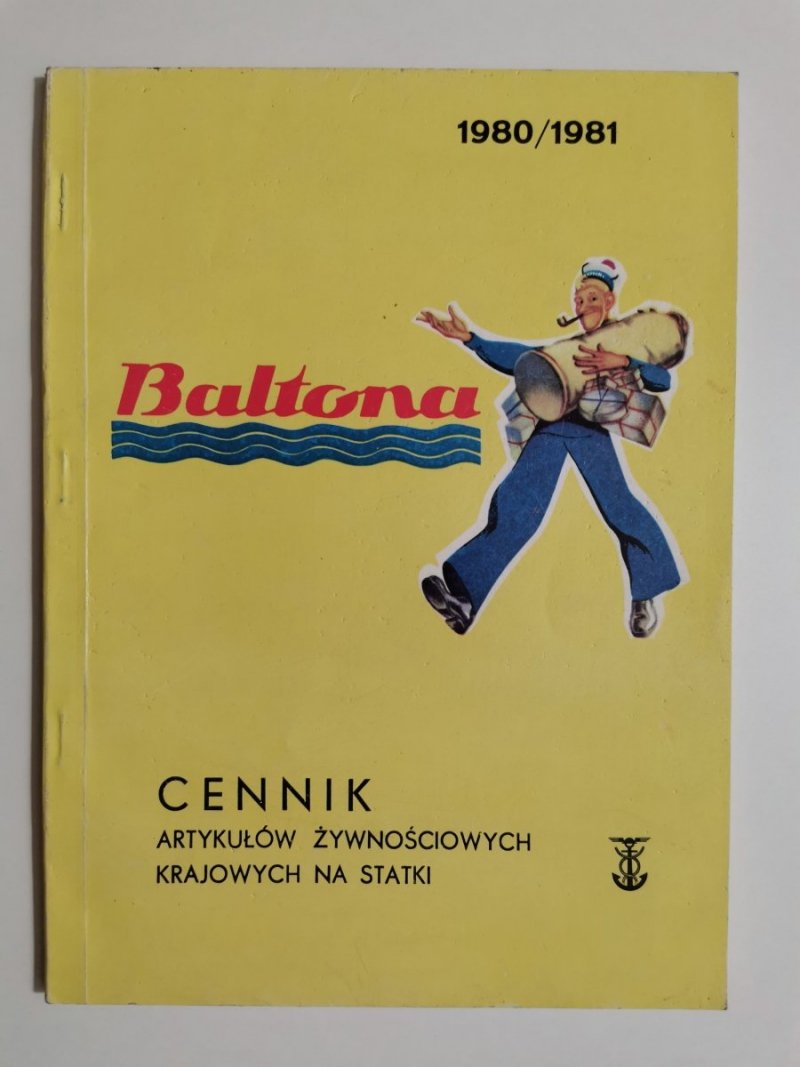 1980/1981
Baltona
CENNIK
ARTYKUŁÓW ŻYWNOŚCIOWYCH
KRAJOWYCH NA STATKI